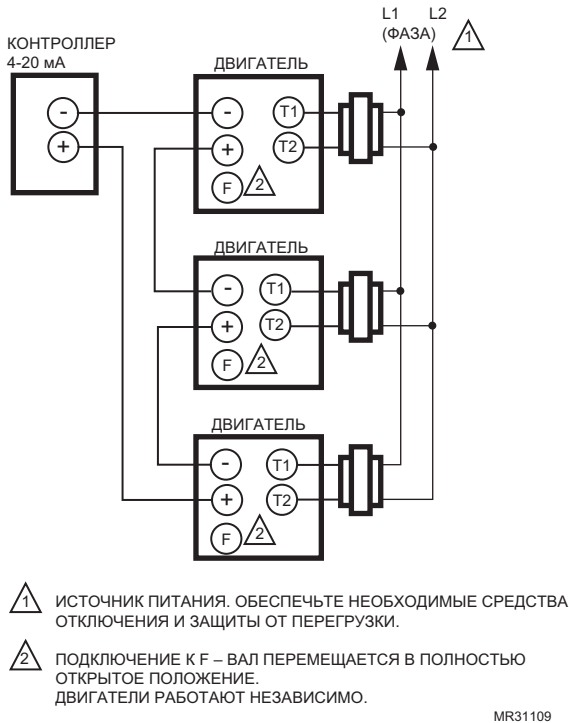 L1 L2
(ФАЗА) 1
КОНТРОЛЛЕР
4-20 мА
ДВИГАТЕЛЬ
- - T1
+ + T2
F 2
ДВИГАТЕЛЬ
- T1
+ T2
F 2
ДВИГАТЕЛЬ
- T1
+ T2
F 2
1 ИСТОЧНИК ПИТАНИЯ. ОБЕСПЕЧЬТЕ НЕОБХОДИМЫЕ СРЕДСТВА
ОТКЛЮЧЕНИЯ И ЗАЩИТЫ ОТ ПЕРЕГРУЗКИ.
2 ПОДКЛЮЧЕНИЕ К F – ВАЛ ПЕРЕМЕЩАЕТСЯ В ПОЛНОСТЬЮ
ОТКРЫТОЕ ПОЛОЖЕНИЕ.
ДВИГАТЕЛИ РАБОТАЮТ НЕЗАВИСИМО.
MR31109